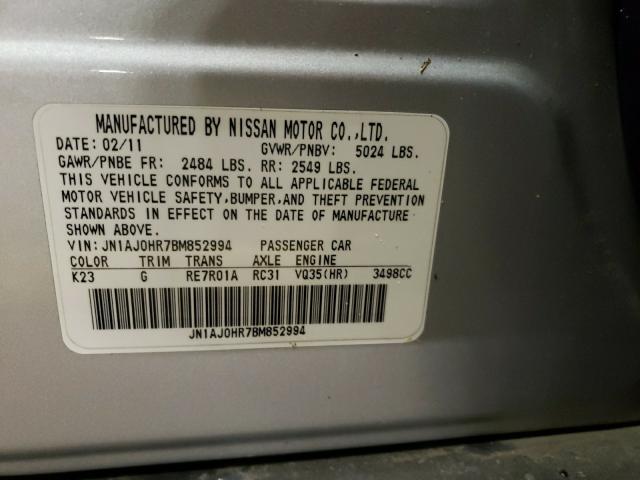 MANUFACTURED BY NISSAN MOTOR CO.,LTD.
DATE: 02/11 GVWR/PNBV: 5024 LBS.
GAWR/PNBE FR: 2484 LBS. RR: 2549 LBS.
THIS VEHICLE CONFORMS TO ALL APPLICABLE FEDERAL
MOTOR VEHICLE SAFETY,BUMPER,AND THEFT PREVENTION
STANDARDS IN EFFECT ON THE DATE OF MANUFACTURE
SHOWN ABOVE.
VIN: JN1AJ0HR7BM852994 PASSENGER CAR
COLOR TRIM TRANS AXLE ENGINE
K23 G RE7R01A RC31 VQ35(HR) 3498CC
JN1AJ0HR7BM852994